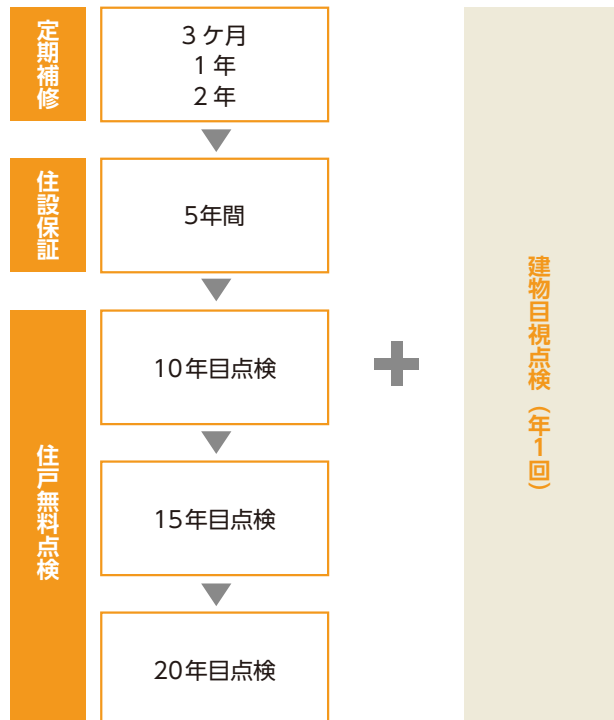 定期補修
3ケ月
1年
2年
住設保証
5年間
住戸無料点検
10年目点検
15年目点検
20年目点検
建物目視点検（年1回）